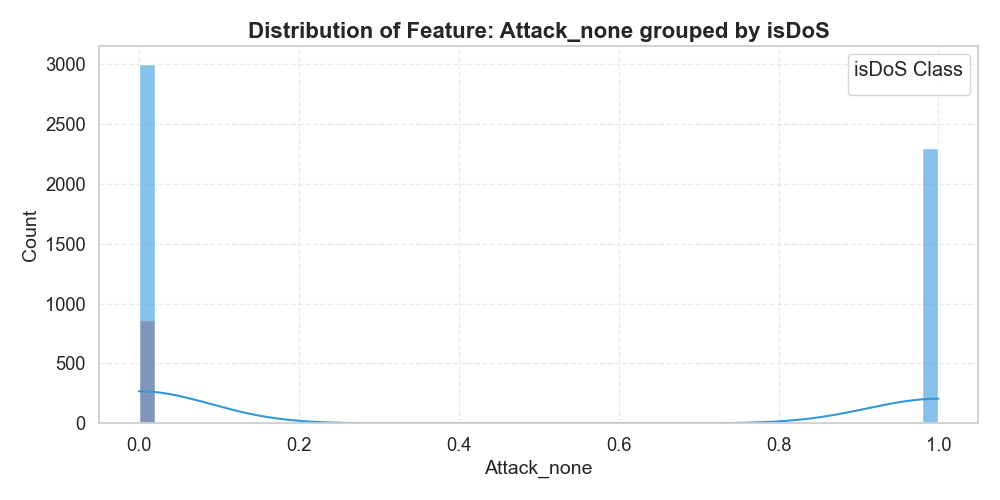 Distribution of Feature: Attack_none grouped by isDoS
isDoS Class
3000
2500
2000
1500
1000
500
0
Count
0.0 0.2 0.4 0.6 0.8 1.0
Attack_none